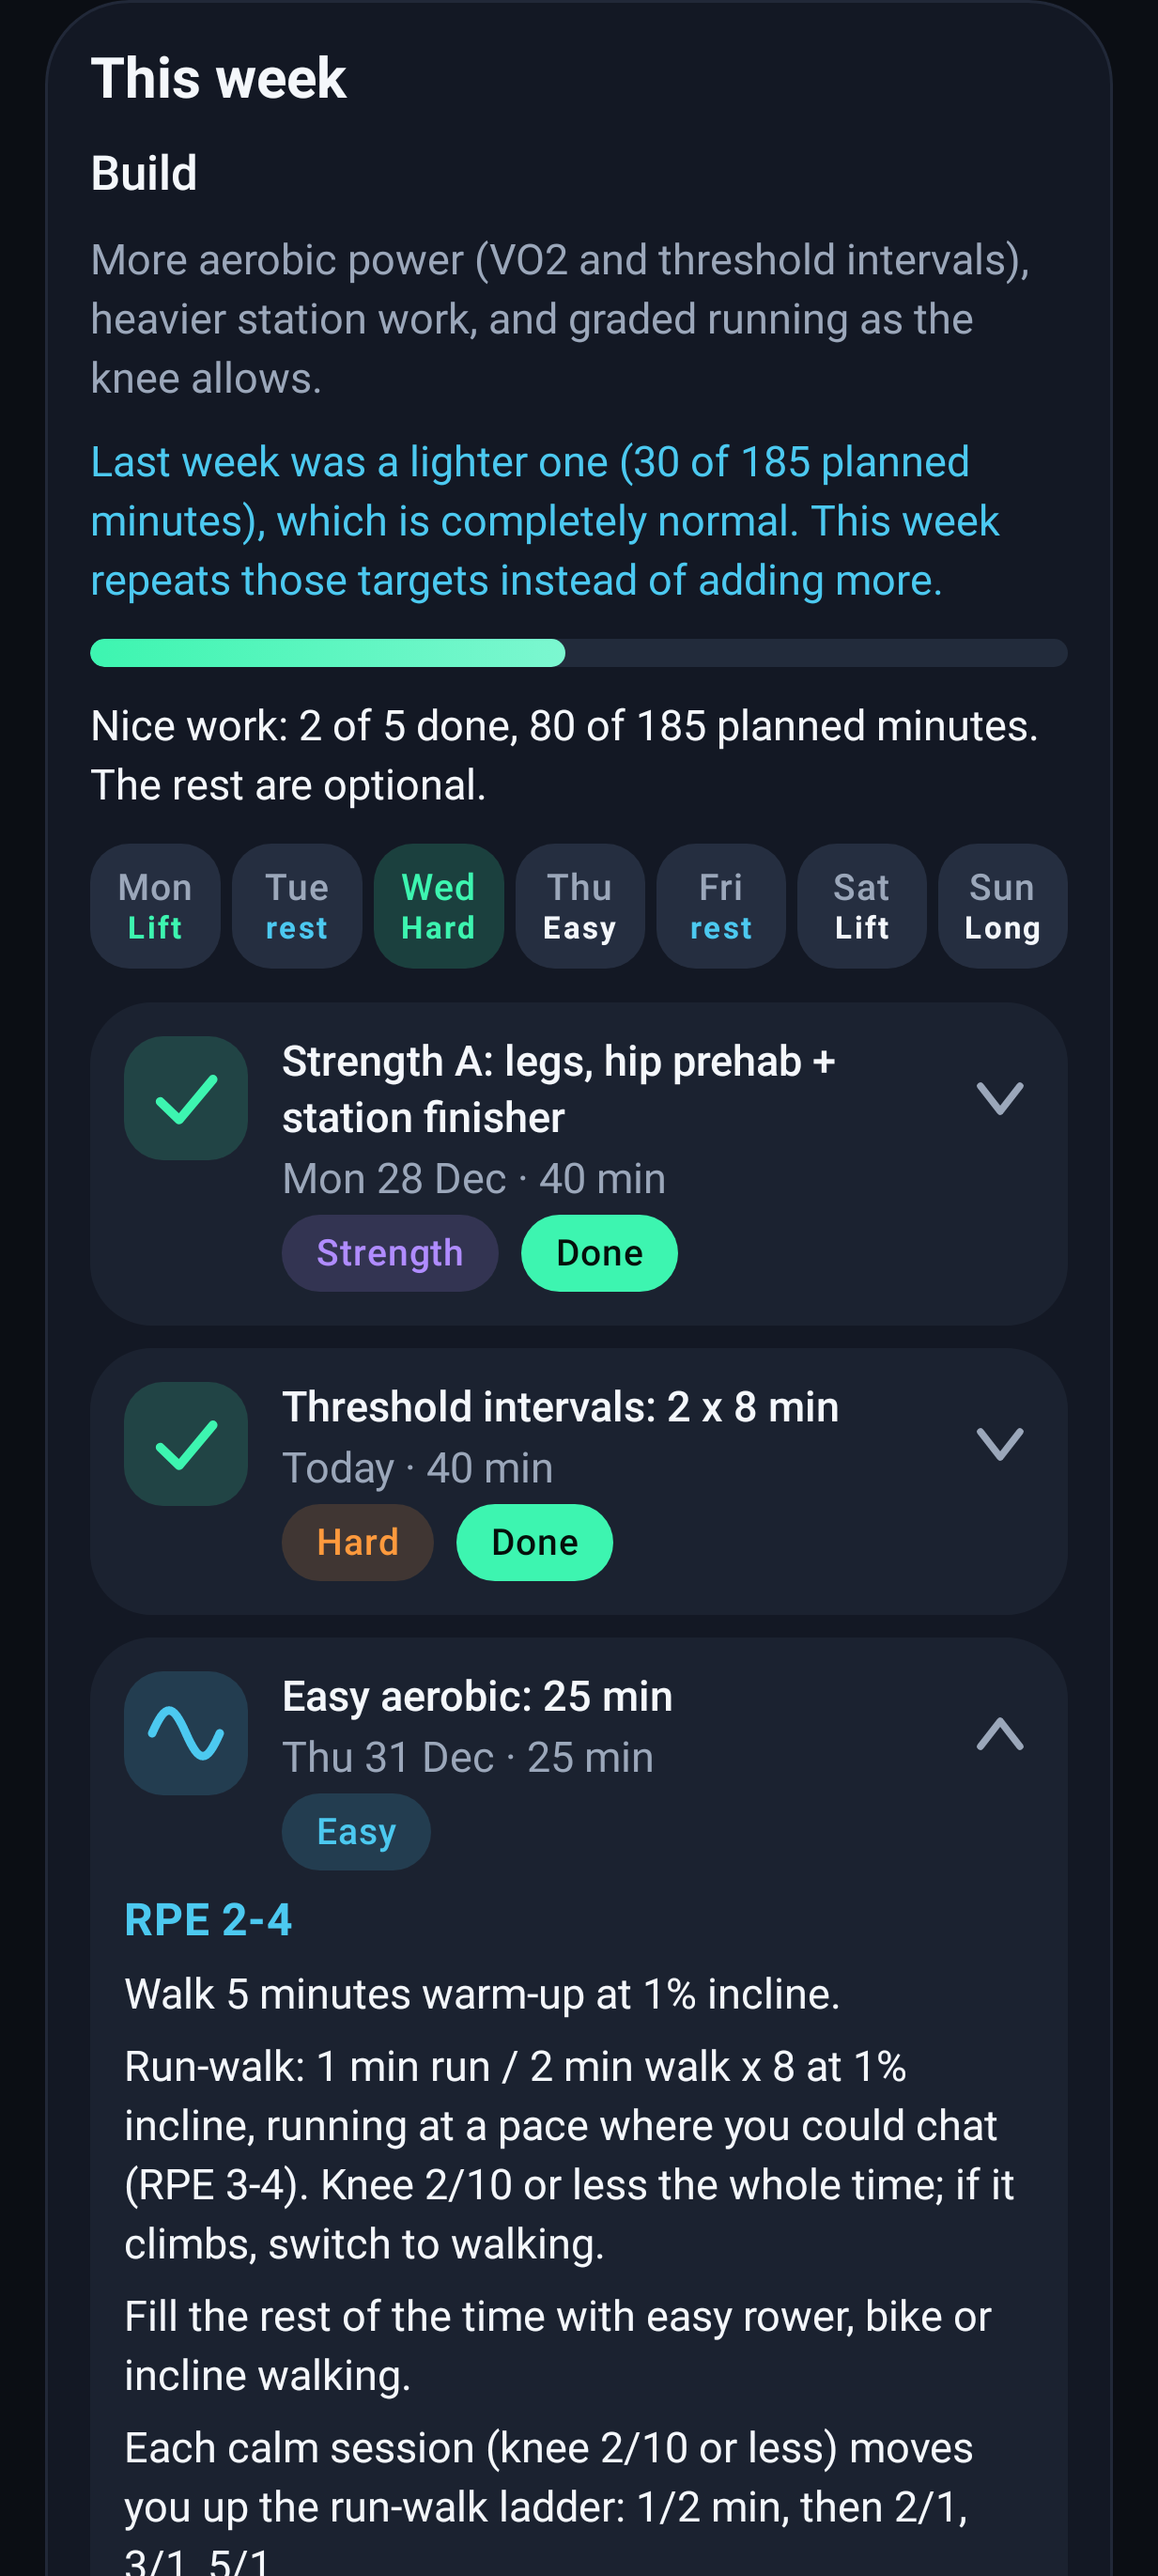 This week
Build
More aerobic power (VO2 and threshold intervals),
heavier station work, and graded running as the
knee allows.
Last week was a lighter one (30 of 185 planned
minutes), which is completely normal. This week
repeats those targets instead of adding more.
Nice work: 2 of 5 done, 80 of 185 planned minutes.
The rest are optional.
Mon Tue Wed Thu Fri Sat Sun
Lift rest Hard Easy rest Lift Long
Strength A: legs, hip prehab +
station finisher
Mon 28 Dec · 40 min
Strength Done
Threshold intervals: 2 x 8 min
Today · 40 min
Hard Done
Easy aerobic: 25 min
Thu 31 Dec · 25 min
Easy
RPE 2-4
Walk 5 minutes warm-up at 1% incline.
Run-walk: 1 min run / 2 min walk x 8 at 1%
incline, running at a pace where you could chat
(RPE 3-4). Knee 2/10 or less the whole time; if it
climbs, switch to walking.
Fill the rest of the time with easy rower, bike or
incline walking.
Each calm session (knee 2/10 or less) moves
you up the run-walk ladder: 1/2 min, then 2/1,
3/1, 5/1